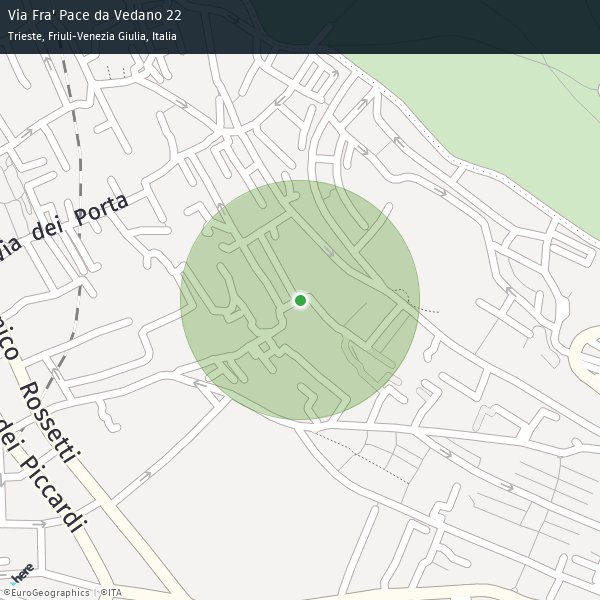 Via Fra' Pace da Vedano 22
Trieste, Friuli-Venezia Giulia, Italia
Via dei Porta
nico Rossetti
dei Piccardi
here
©EuroGeographics | ©ITA